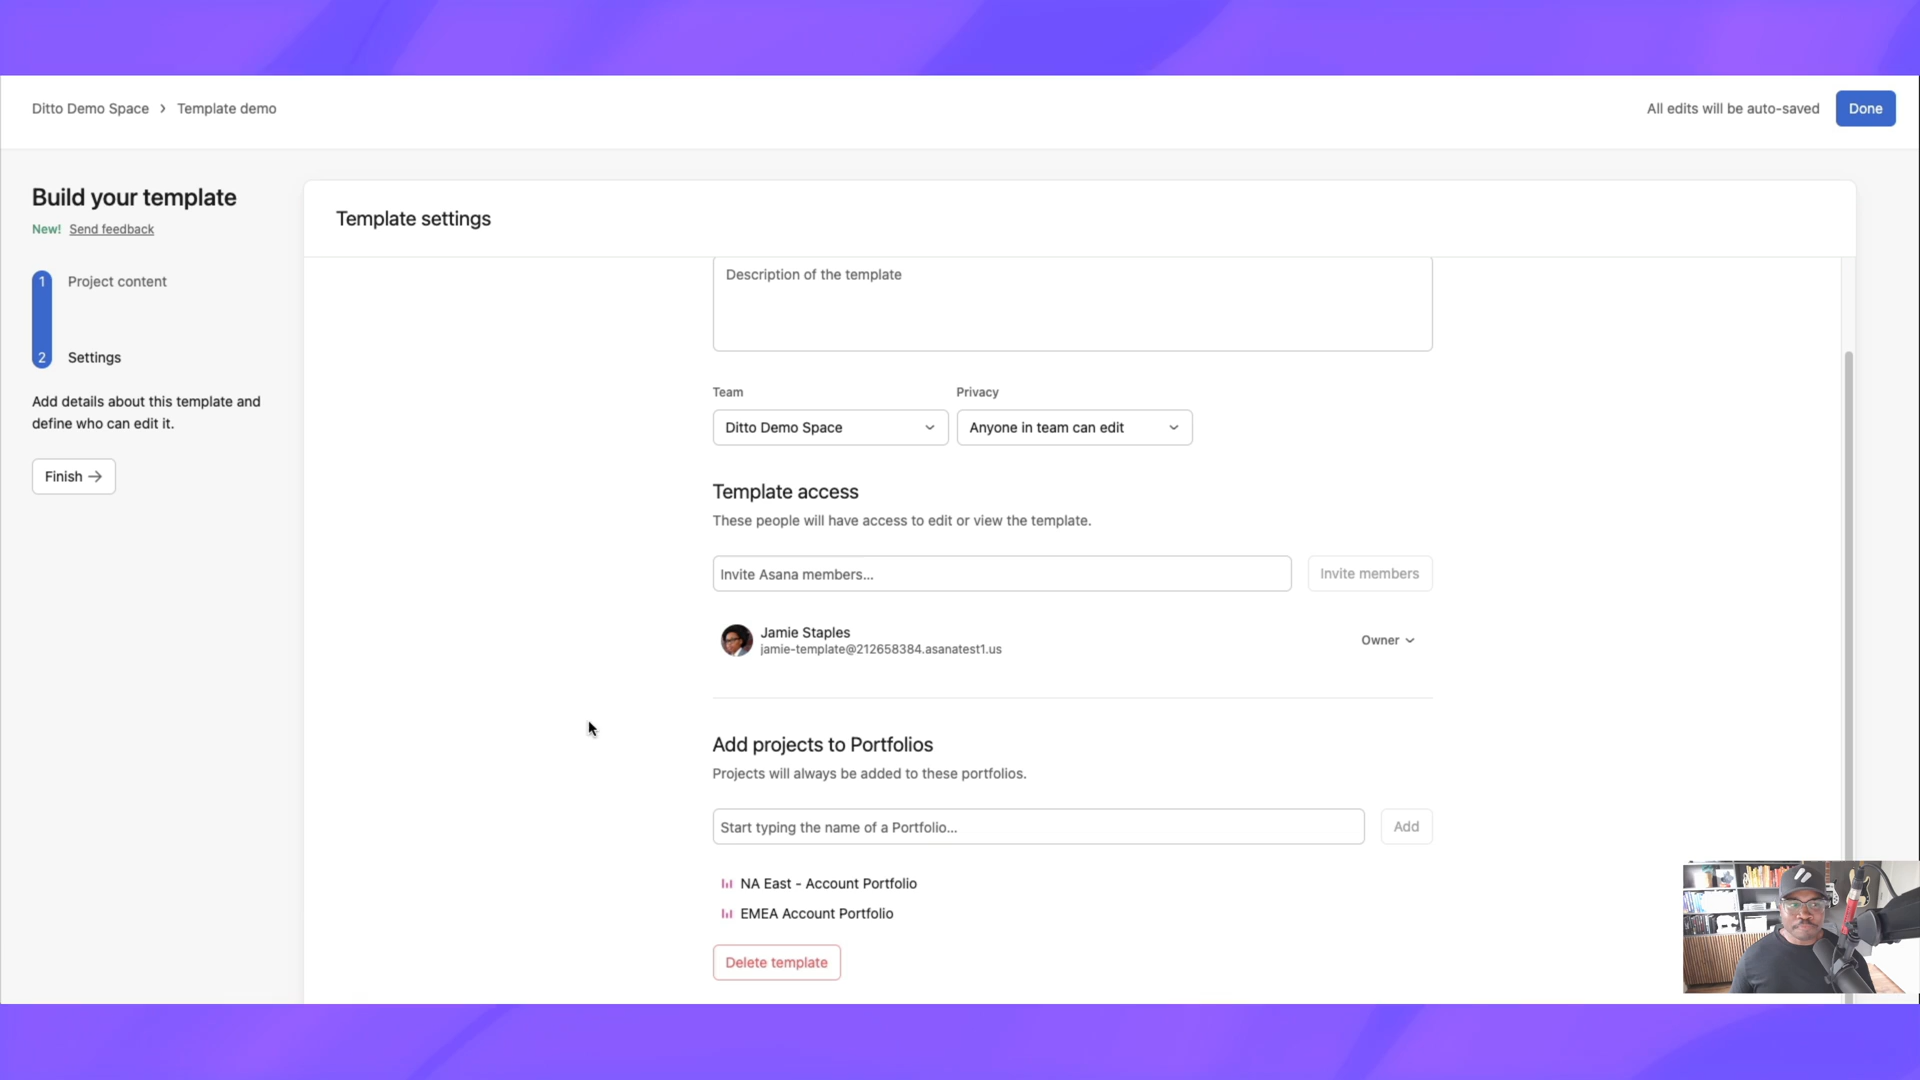 Ditto Demo Space > Template demo
All edits will be auto-saved
Done
Build your template
New! Send feedback
1 Project content
2 Settings
Add details about this template and
define who can edit it.
Finish →
Template settings
Description of the template
Team
Privacy
Ditto Demo Space
Anyone in team can edit
Template access
These people will have access to edit or view the template.
Invite Asana members...
Invite members
Jamie Staples
jamie-template@212658384.asanatest1.us
Owner
Add projects to Portfolios
Projects will always be added to these portfolios.
Start typing the name of a Portfolio...
Add
NA East - Account Portfolio
EMEA Account Portfolio
Delete template